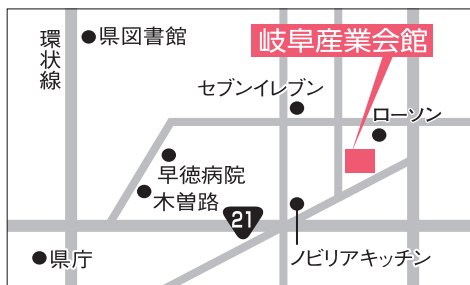 環状線
県図書館
岐阜産業会館
セブンイレブン
ローソン
早徳病院
木曽路
21
県庁
ノビリアキッチン